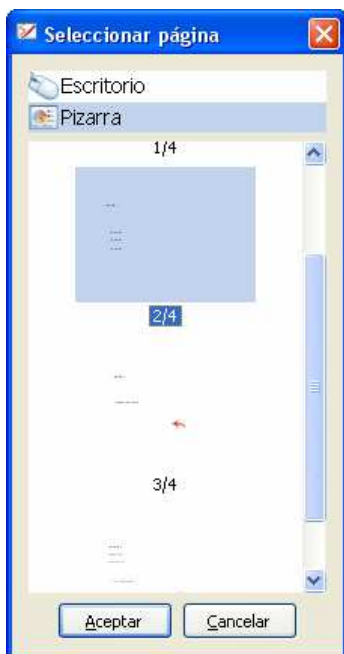 Seleccionar página
Escritorio
Pizarra
1/4
2/4
3/4
Aceptar
Cancelar